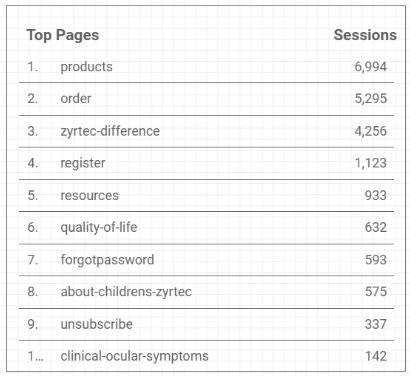 Top Pages Sessions
1. products 6,994
2. order 5,295
3. zyrtec-difference 4,256
4. register 1,123
5. resources 933
6. quality-of-life 632
7. forgotpassword 593
8. about-childrens-zyrtec 575
9. unsubscribe 337
1... clinical-ocular-symptoms 142